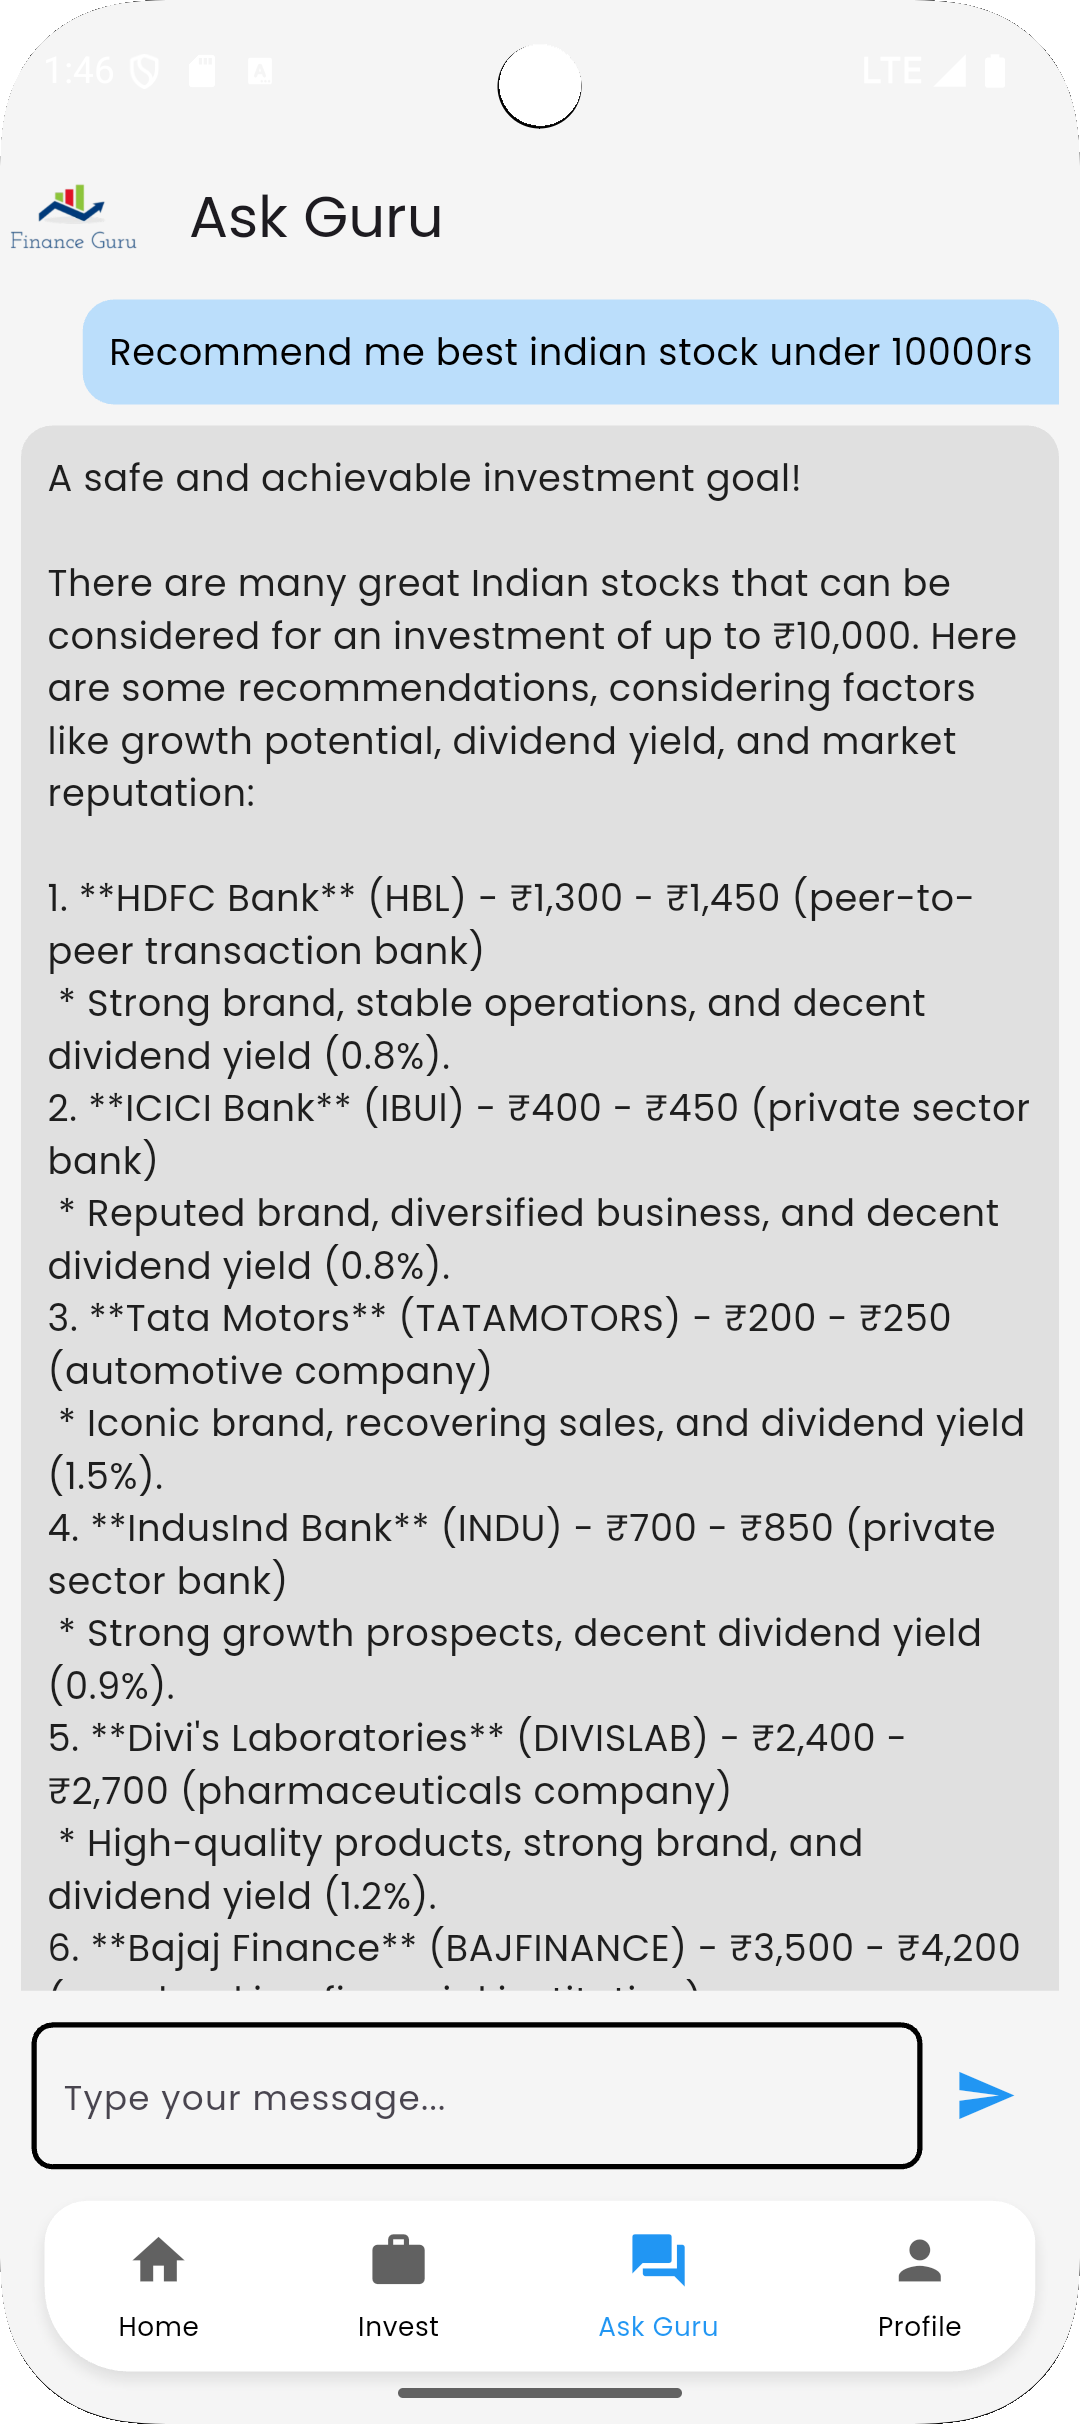 1:46
A
LTE
Finance Guru
Ask Guru
Recommend me best indian stock under 10000rs
A safe and achievable investment goal!
There are many great Indian stocks that can be
considered for an investment of up to ₹10,000. Here
are some recommendations, considering factors
like growth potential, dividend yield, and market
reputation:
1. **HDFC Bank** (HBL) - ₹1,300 - ₹1,450 (peer-to-
peer transaction bank)
* Strong brand, stable operations, and decent
dividend yield (0.8%).
2. **ICICI Bank** (IBUl) - ₹400 - ₹450 (private sector
bank)
* Reputed brand, diversified business, and decent
dividend yield (0.8%).
3. **Tata Motors** (TATAMOTORS) - ₹200 - ₹250
(automotive company)
* Iconic brand, recovering sales, and dividend yield
(1.5%).
4. **IndusInd Bank** (INDU) - ₹700 - ₹850 (private
sector bank)
* Strong growth prospects, decent dividend yield
(0.9%).
5. **Divi's Laboratories** (DIVISLAB) - ₹2,400 -
₹2,700 (pharmaceuticals company)
* High-quality products, strong brand, and
dividend yield (1.2%).
6. **Bajaj Finance** (BAJFINANCE) - ₹3,500 - ₹4,200
Type your message...
Home
Invest
Ask Guru
Profile